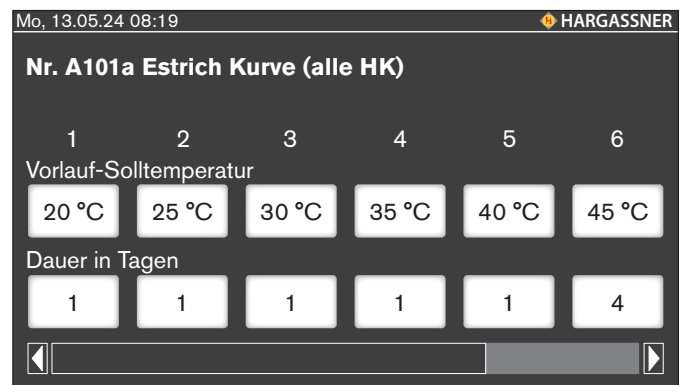 Mo, 13.05.24 08:19 HARGASSNER
Nr. A101a Estrich Kurve (alle HK)
1 2 3 4 5 6
Vorlauf-Solltemperatur
20 °C 25 °C 30 °C 35 °C 40 °C 45 °C
Dauer in Tagen
1 1 1 1 1 4